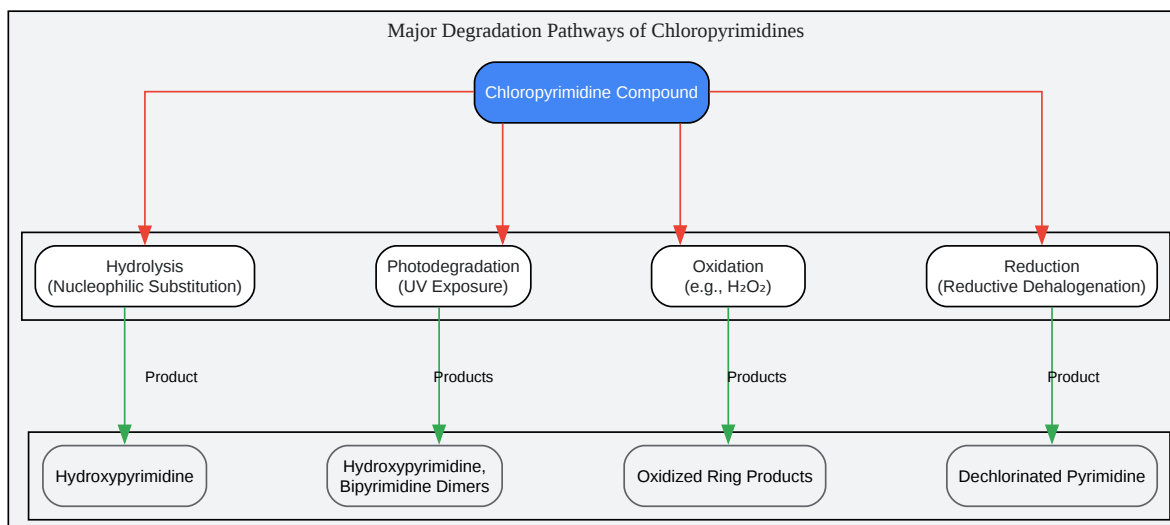 Major Degradation Pathways of Chloropyrimidines
Chloropyrimidine Compound
Hydrolysis
(Nucleophilic Substitution)
Photodegradation
(UV Exposure)
Oxidation
(e.g., H₂O₂)
Reduction
(Reductive Dehalogenation)
Product
Products
Products
Product
Hydroxypyrimidine
Hydroxypyrimidine,
Bipyrimidine Dimers
Oxidized Ring Products
Dechlorinated Pyrimidine